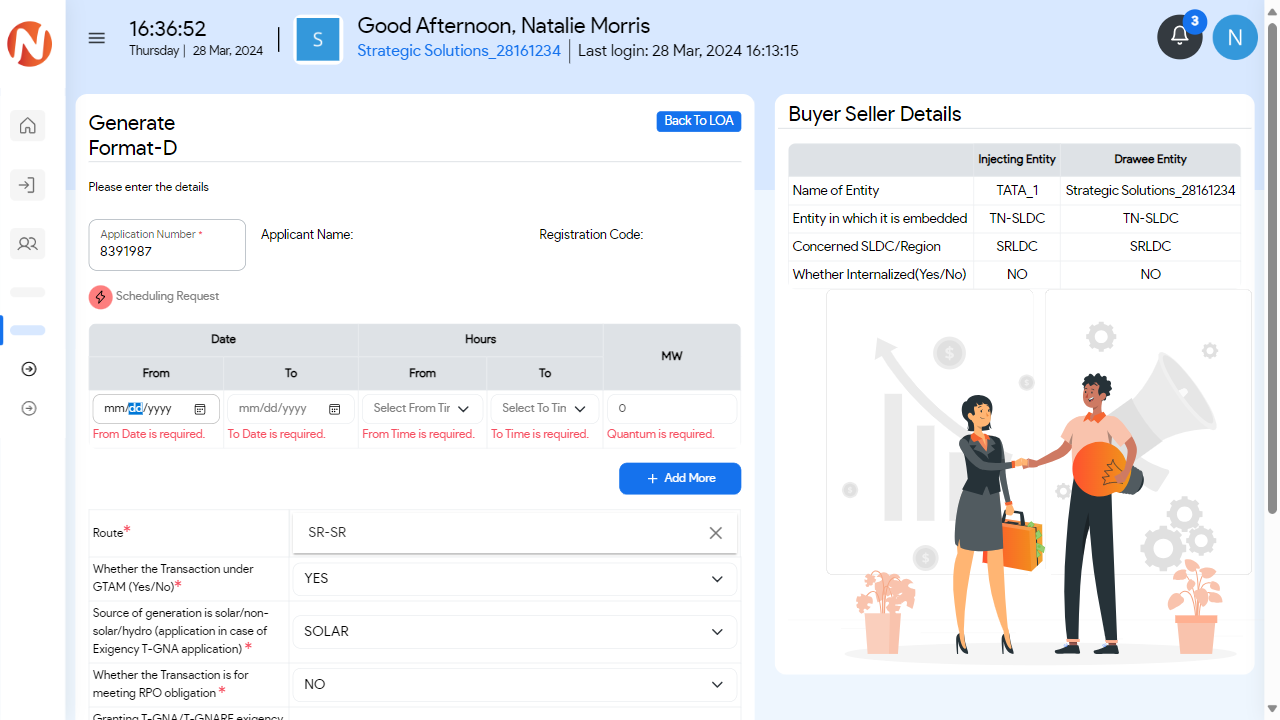 N
16:36:52
Thursday | 28 Mar, 2024
S
Good Afternoon, Natalie Morris
Strategic Solutions_28161234
Last login: 28 Mar, 2024 16:13:15
3
N
Generate
Format-D
Back To LOA
Please enter the details
Application Number *
8391987
Applicant Name:
Registration Code:
Scheduling Request
Date Hours MW
From To From To
mm/dd/yyyy mm/dd/yyyy Select From Tir Select To Tin 0
From Date is required. To Date is required. From Time is required. To Time is required. Quantum is required.
+ Add More
Route* SR-SR
Whether the Transaction under
GTAM (Yes/No)* YES
Source of generation is solar/non-
solar/hydro (application in case of
Exigency T-GNA application) * SOLAR
Whether the Transaction is for
meeting RPO obligation * NO
Granting T-GNA/T-GNARE exigency
Buyer Seller Details
Injecting Entity Drawee Entity
Name of Entity TATA_1 Strategic Solutions_28161234
Entity in which it is embedded TN-SLDC TN-SLDC
Concerned SLDC/Region SRLDC SRLDC
Whether Internalized(Yes/No) NO NO